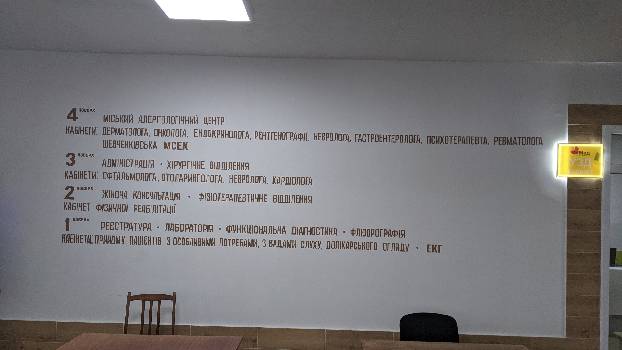 4 ПОВЕРХ МІСЬКИЙ АЛЕРГОЛОГІЧНИЙ ЦЕНТР
КАБІНЕТИ: ДЕРМАТОЛОГА, ОНКОЛОГА, ЕНДОКРИНОЛОГА, РЕНТГЕНОГРАФІЇ, НЕВРОЛОГА, ГАСТРОЕНТЕРОЛОГА, ПСИХОТЕРАПЕВТА, РЕВМАТОЛОГА
ШЕВЧЕНКІВСЬКА МСЕК
3 ПОВЕРХ АДМІНІСТРАЦІЯ • ХІРУРГІЧНЕ ВІДДІЛЕННЯ
КАБІНЕТИ: ОФТАЛЬМОЛОГА, ОТОЛАРИНГОЛОГА, НЕВРОЛОГА, КАРДІОЛОГА
2 ПОВЕРХ ЖІНОЧА КОНСУЛЬТАЦІЯ • ФІЗІОТЕРАПЕВТИЧНЕ ВІДДІЛЕННЯ
КАБІНЕТ ФІЗИЧНОЇ РЕАБІЛІТАЦІЇ
1 ПОВЕРХ РЕЄСТРАТУРА • ЛАБОРАТОРІЯ • ФУНКЦІОНАЛЬНА ДІАГНОСТИКА • ФЛЮОРОГРАФІЯ
КАБІНЕТИ: ПРИЙОМУ ПАЦІЄНТІВ З ОСОБЛИВИМИ ПОТРЕБАМИ, З ВАДАМИ СЛУХУ, ДОЛІКАРСЬКОГО ОГЛЯДУ • ЕКГ